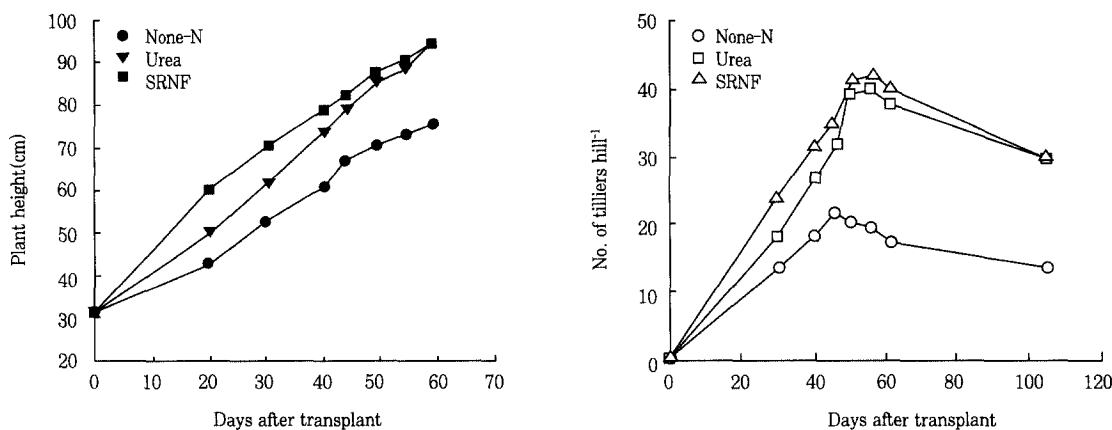 100
90
80
70
60
50
40
30
20
Plant height(cm)
None-N
Urea
SRNF
0 10 20 30 40 50 60 70
Days after transplant
50
40
30
20
10
0
No. of tilliers hill⁻¹
None-N
Urea
SRNF
0 20 40 60 80 100 120
Days after transplant